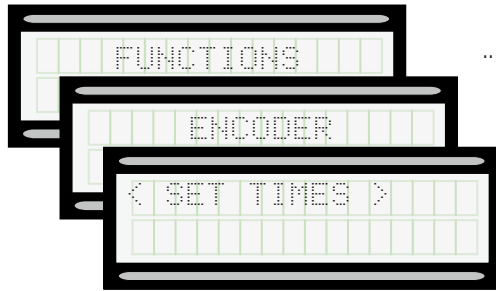 FUNCTIONS
..
ENCODER
< SET TIMES >